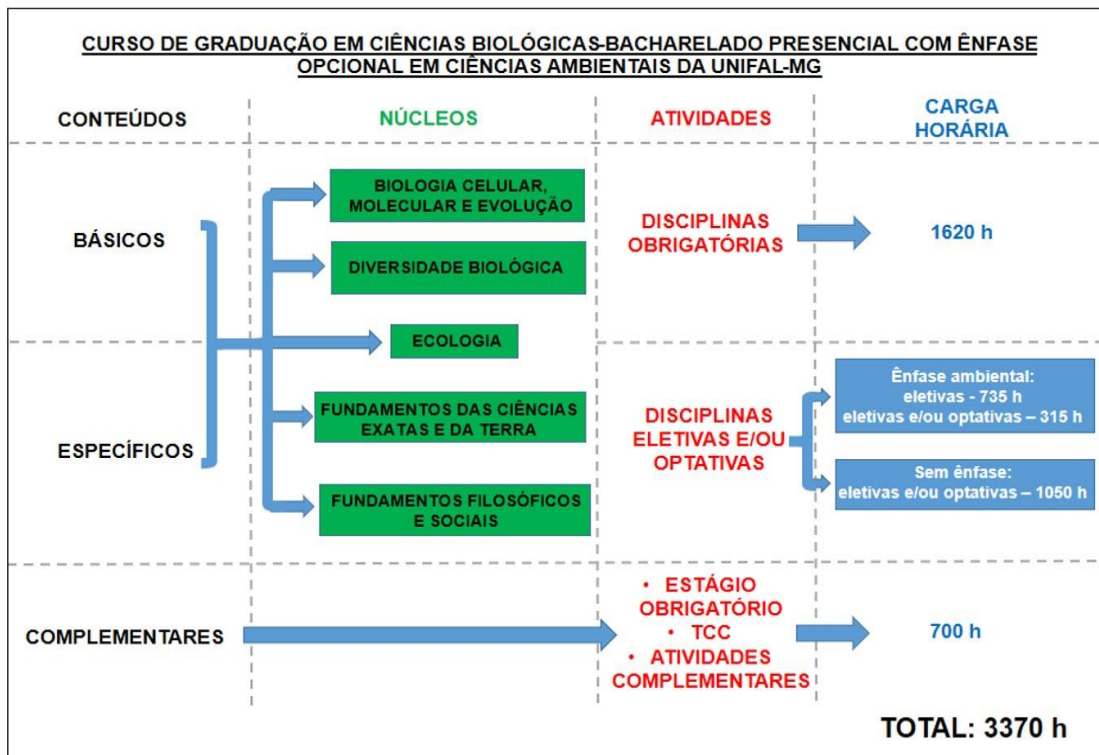 CURSO DE GRADUAÇÃO EM CIÊNCIAS BIOLÓGICAS-BACHARELADO PRESENCIAL COM ÊNFASE
OPCIONAL EM CIÊNCIAS AMBIENTAIS DA UNIFAL-MG
CONTEÚDOS
NÚCLEOS
ATIVIDADES
CARGA
HORÁRIA
BÁSICOS
BIOLOGIA CELULAR,
MOLECULAR E EVOLUÇÃO
DIVERSIDADE BIOLÓGICA
ECOLOGIA
DISCIPLINAS
OBRIGATÓRIAS
1620 h
ESPECÍFICOS
FUNDAMENTOS DAS CIÊNCIAS
EXATAS E DA TERRA
FUNDAMENTOS FILOSÓFICOS
E SOCIAIS
DISCIPLINAS
ELETIVAS E/OU
OPTATIVAS
Ênfase ambiental:
eletivas - 735 h
eletivas e/ou optativas – 315 h
Sem ênfase:
eletivas e/ou optativas – 1050 h
COMPLEMENTARES
• ESTÁGIO
OBRIGATÓRIO
• TCC
• ATIVIDADES
COMPLEMENTARES
700 h
TOTAL: 3370 h